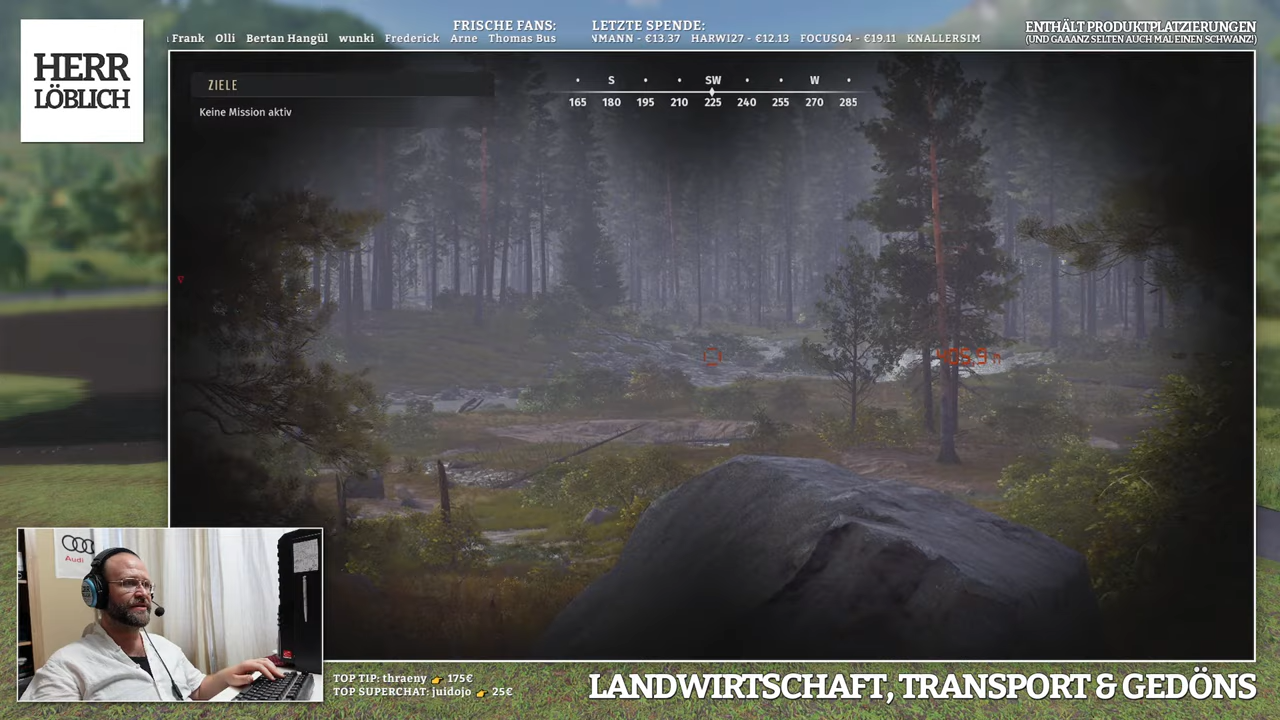 HERR
LÖBLICH
FRISCHE FANS:
Frank Olli Bertan Hangül wunki Frederick Arne Thomas Bus
LETZTE SPENDE:
NMANN - €13.37 HARWI27 - €12.13 FOCUS04 - €19.11 KNALLERSIM
ENTHÄLT PRODUKTPLATZIERUNGEN
(UND GAAANZ SELTEN AUCH MAL EINEN SCHWANZ!)
ZIELE
Keine Mission aktiv
S SW W
165 180 195 210 225 240 255 270 285
405.9 m
Audi
TOP TIP: thraeny 👉 175€
TOP SUPERCHAT: juidojo 👉 25€
LANDWIRTSCHAFT, TRANSPORT & GEDÖNS